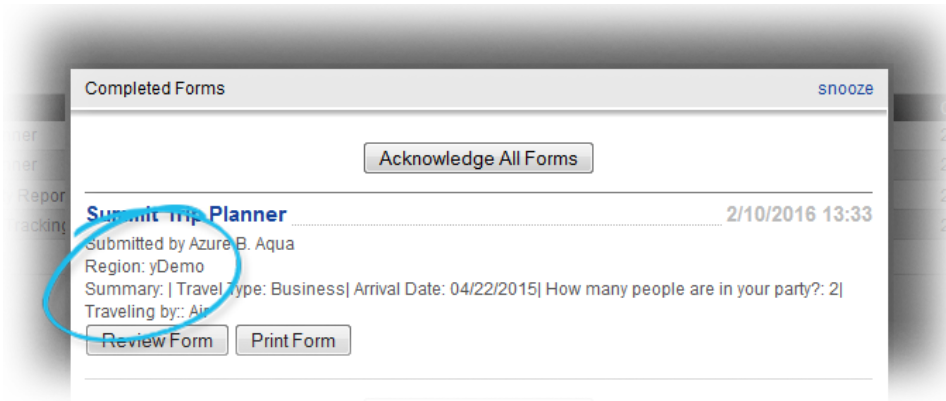 Completed Forms
snooze
Acknowledge All Forms
Summit Trip Planner 2/10/2016 13:33
Submitted by Azure B. Aqua
Region: yDemo
Summary: | Travel Type: Business| Arrival Date: 04/22/2015| How many people are in your party?: 2|
Traveling by:: Air
Review Form
Print Form